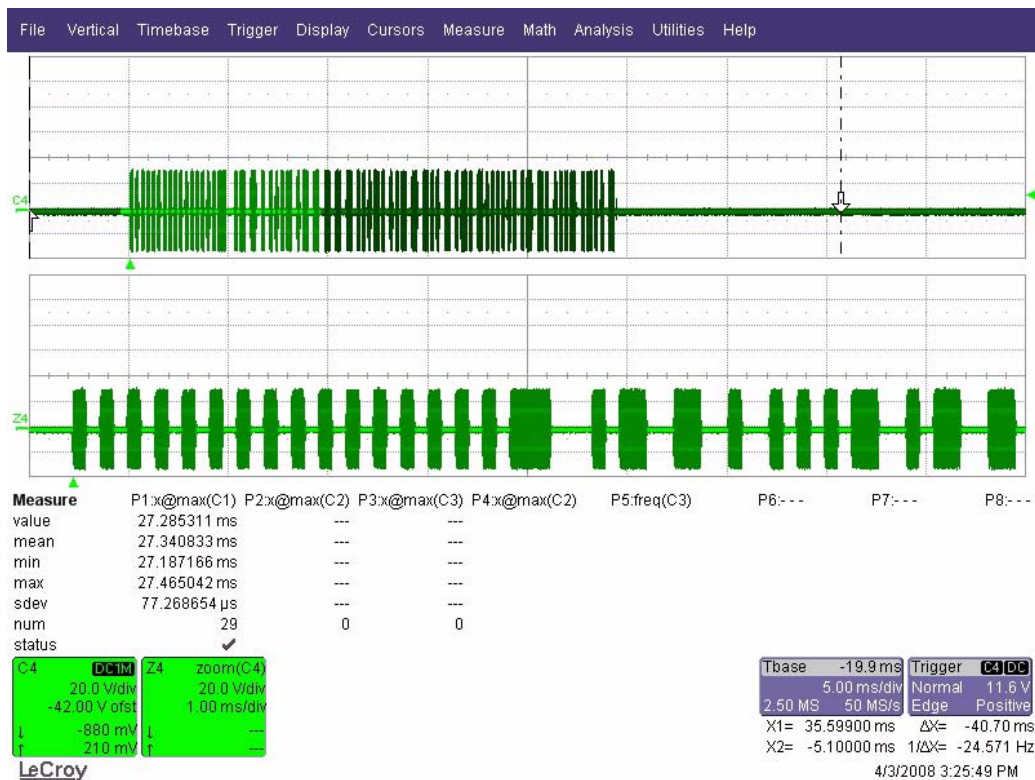 File Vertical Timebase Trigger Display Cursors Measure Math Analysis Utilities Help
C4
Z4
Measure P1:x@max(C1) P2:x@max(C2) P3:x@max(C3) P4:x@max(C2) P5:freq(C3) P6:- - - P7:- - - P8:- - -
value 27.285311 ms --- ---
mean 27.340833 ms --- ---
min 27.187166 ms --- ---
max 27.465042 ms --- ---
sdev 77.268654 µs --- ---
num 29 0 0
status ✔
C4 DC1M Z4 zoom(C4) Tbase -19.9 ms Trigger C4 DC
20.0 V/div 20.0 V/div 5.00 ms/div Normal 11.6 V
-42.00 V ofst 1.00 ms/div 2.50 MS 50 MS/s Edge Positive
↓ -880 mV ↓ --- X1= 35.59900 ms ΔX= -40.70 ms
↑ 210 mV ↑ --- X2= -5.10000 ms 1/ΔX= -24.571 Hz
LeCroy 4/3/2008 3:25:49 PM